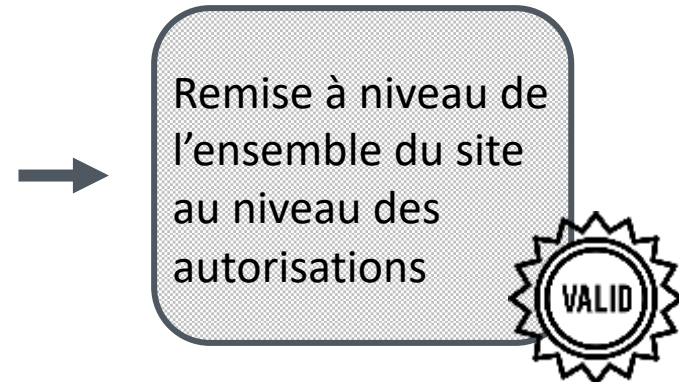 Remise à niveau de
l’ensemble du site
au niveau des
autorisations
VALID